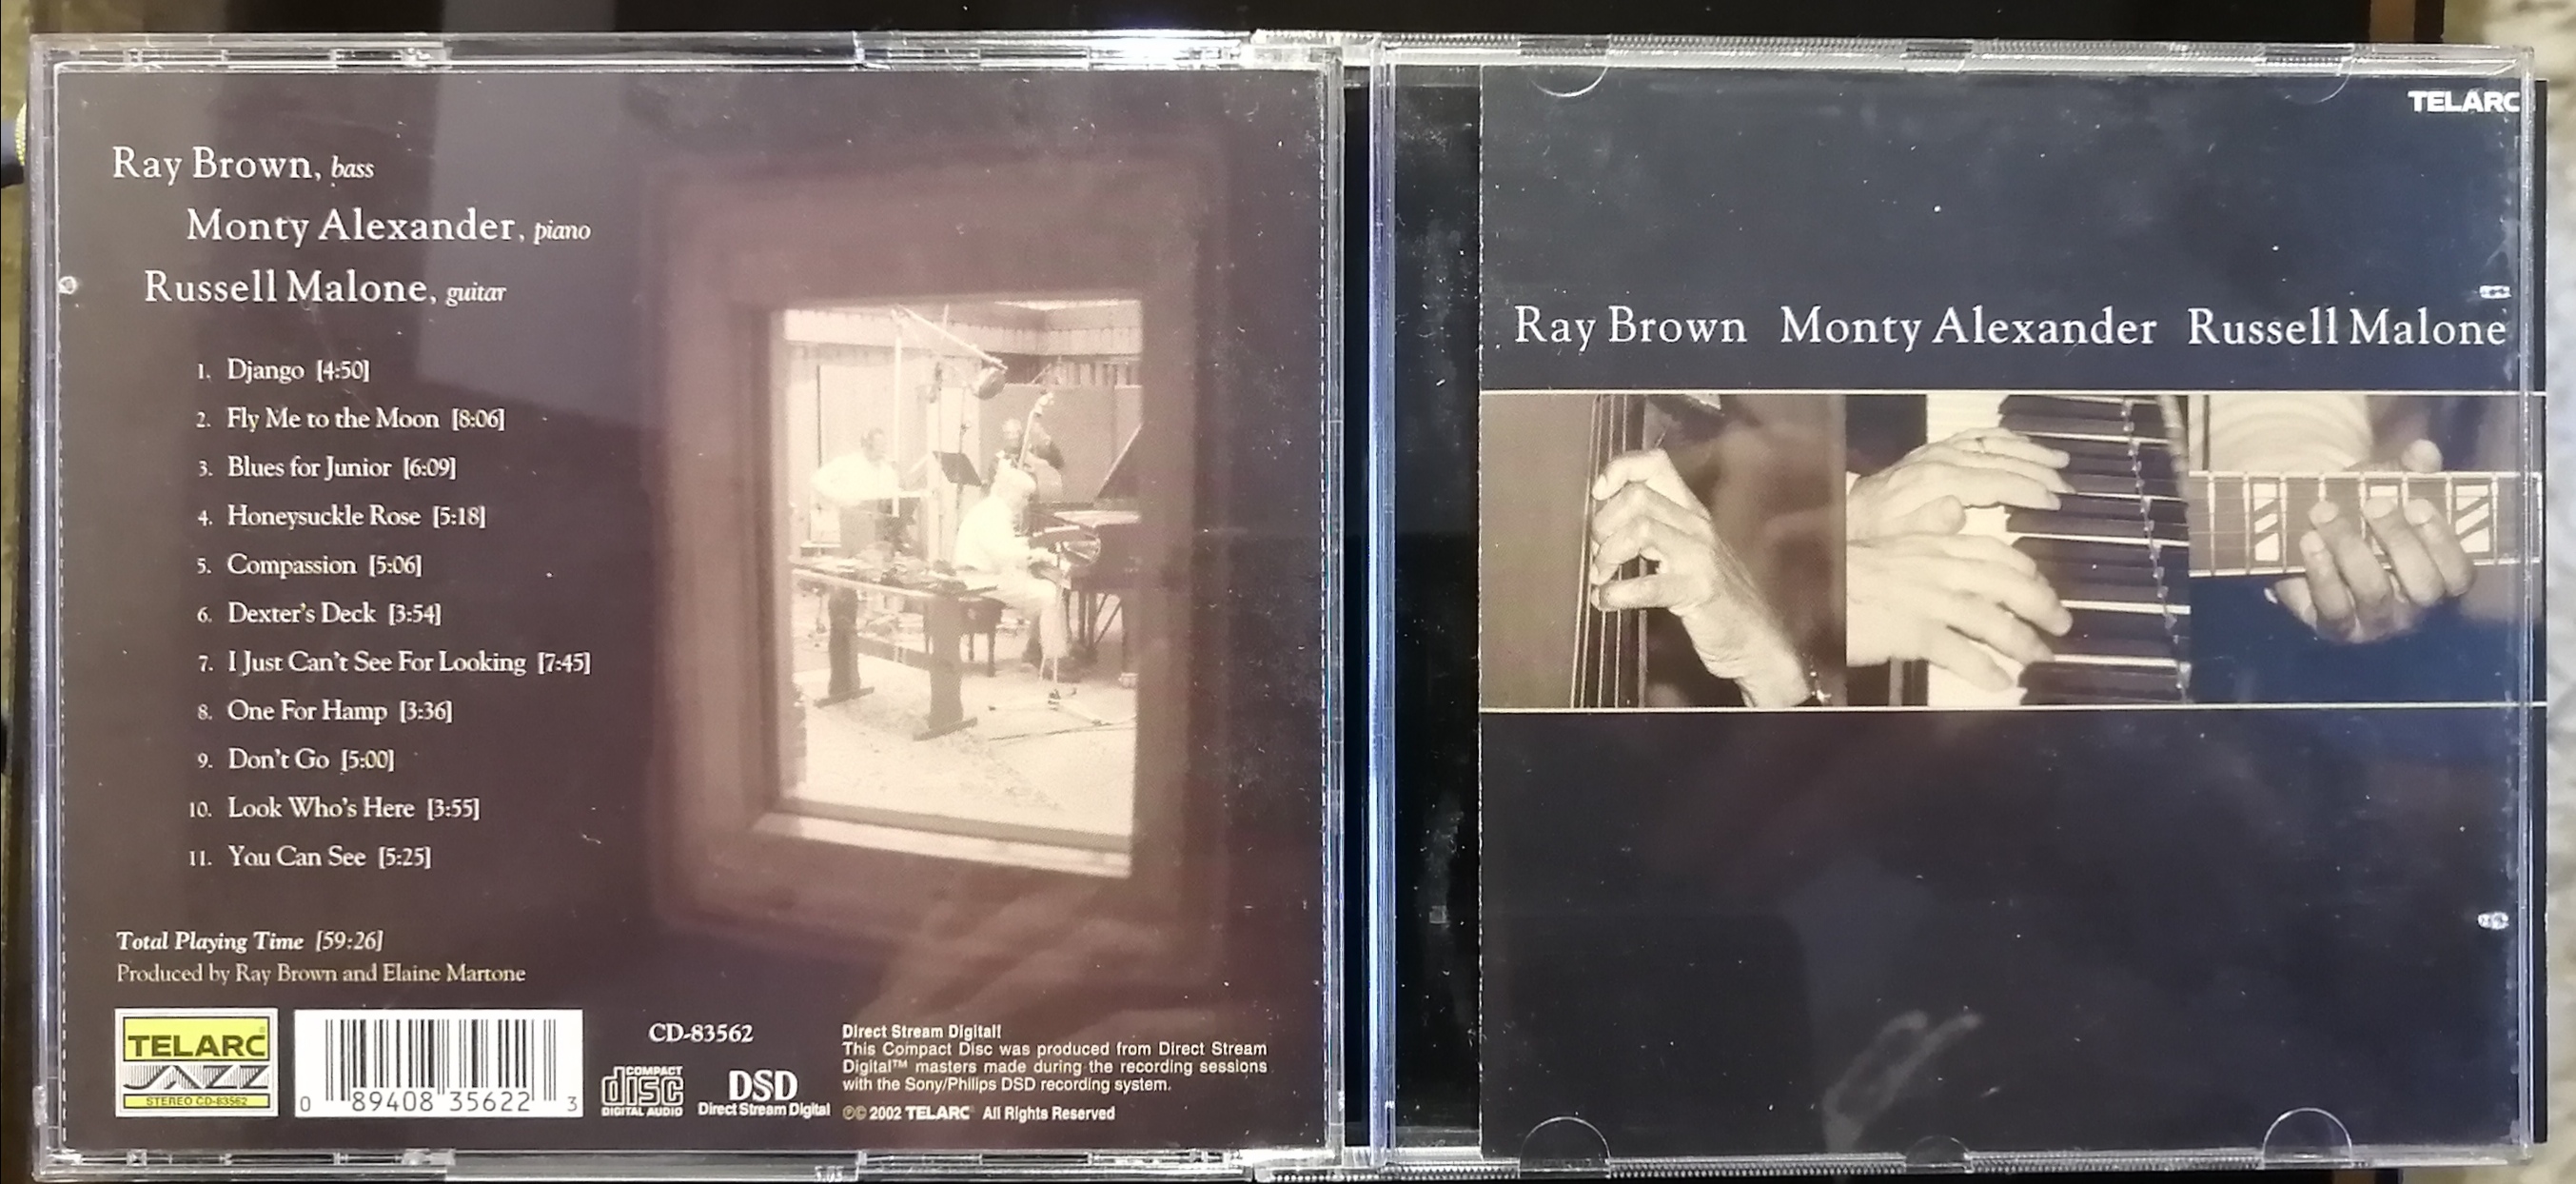 Ray Brown, bass
Monty Alexander, piano
Russell Malone, guitar
1. Django [4:50]
2. Fly Me to the Moon [8:06]
3. Blues for Junior [6:09]
4. Honeysuckle Rose [5:18]
5. Compassion [5:06]
6. Dexter's Deck [3:54]
7. I Just Can't See For Looking [7:45]
8. One For Hamp [3:36]
9. Don't Go [5:00]
10. Look Who's Here [3:55]
11. You Can See [5:25]
Total Playing Time [59:26]
Produced by Ray Brown and Elaine Martone
TELARC®
JAZZ
STEREO CD-83562
0 89408 35622 3
CD-83562
COMPACT
disc
DIGITAL AUDIO
DSD
Direct Stream Digital
Direct Stream Digital!
This Compact Disc was produced from Direct Stream
Digital™ masters made during the recording sessions
with the Sony/Philips DSD recording system.
℗© 2002 TELARC® All Rights Reserved
TELARC
Ray Brown Monty Alexander Russell Malone